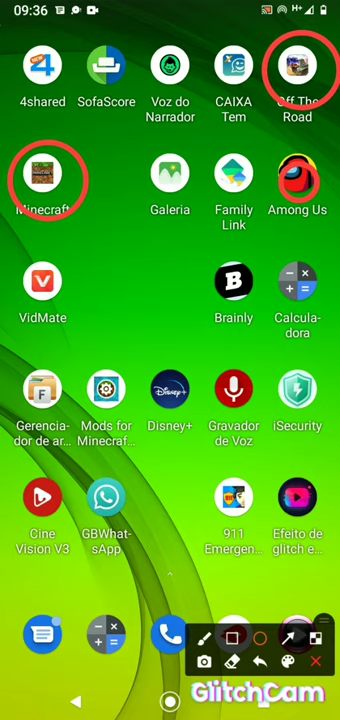 09:36
H+
4shared
SofaScore
Voz do
Narrador
CAIXA
Tem
Off The
Road
Minecraft
Galeria
Family
Link
Among Us
VidMate
Brainly
Calcula-
dora
Gerencia-
dor de ar...
Mods for
Minecraf...
Disney+
Gravador
de Voz
iSecurity
Cine
Vision V3
GBWhat-
sApp
911
Emergen...
Efeito de
glitch e...
GlitchCam